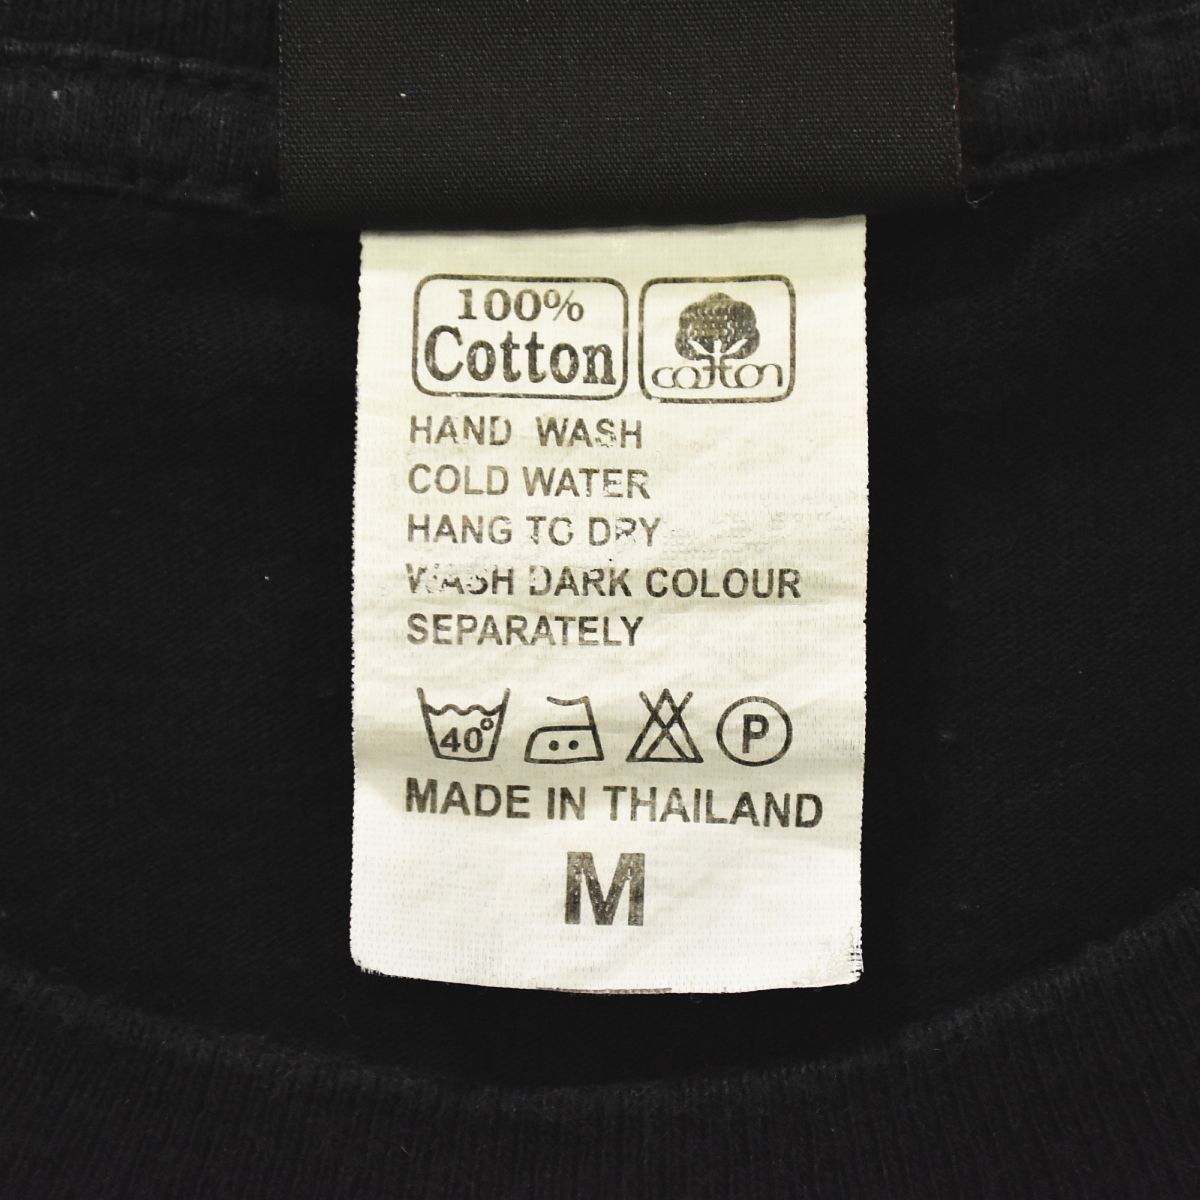 100%
Cotton
cotton
HAND WASH
COLD WATER
HANG TO DRY
WASH DARK COLOUR
SEPARATELY
40°
P
MADE IN THAILAND
M